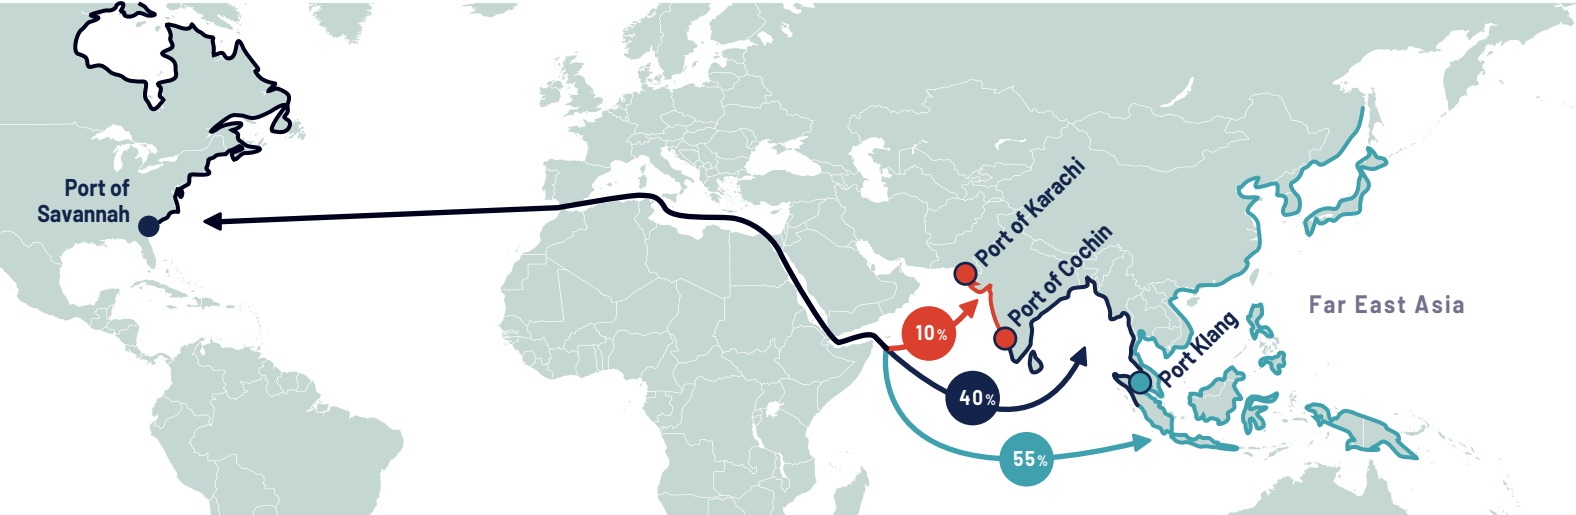 Port of
Savannah
Port of Karachi
Port of Cochin
Port Klang
Far East Asia
10%
40%
55%